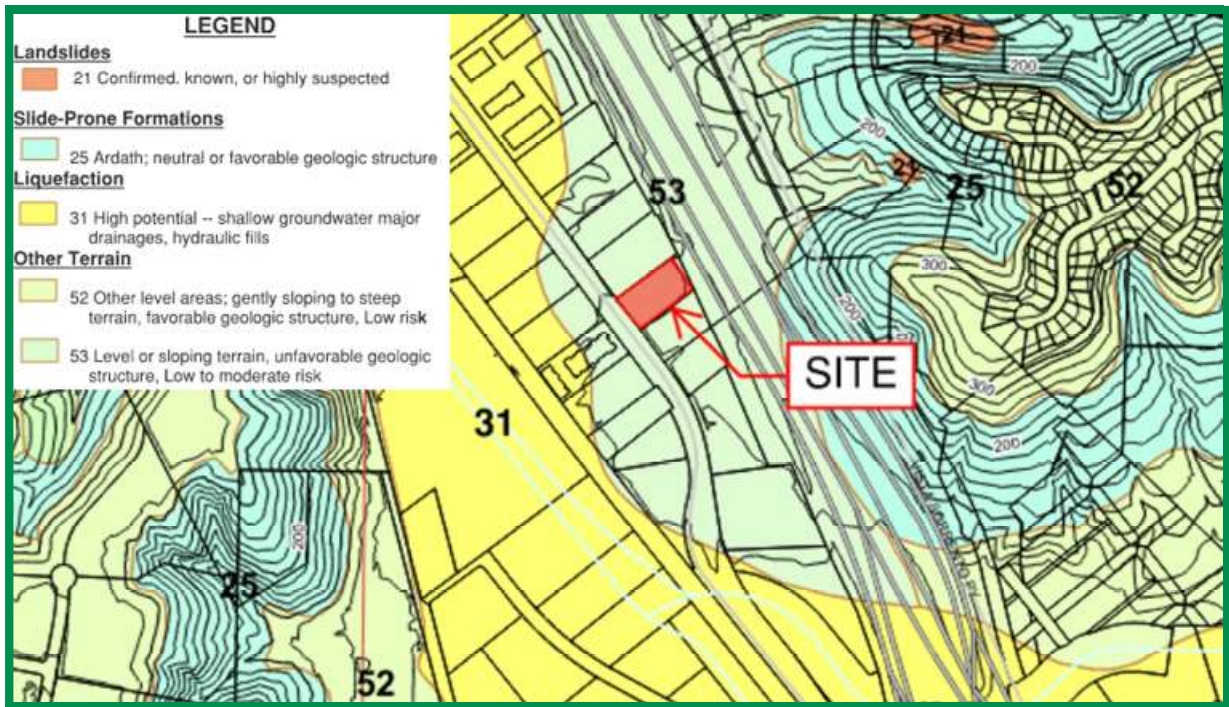 LEGEND
Landslides
21 Confirmed. known, or highly suspected
Slide-Prone Formations
25 Ardath; neutral or favorable geologic structure
Liquefaction
31 High potential -- shallow groundwater major
drainages, hydraulic fills
Other Terrain
52 Other level areas; gently sloping to steep
terrain, favorable geologic structure, Low risk
53 Level or sloping terrain, unfavorable geologic
structure, Low to moderate risk
21
200
200
53
21
25
52
300
200
SITE
300
200
31
200
25
52